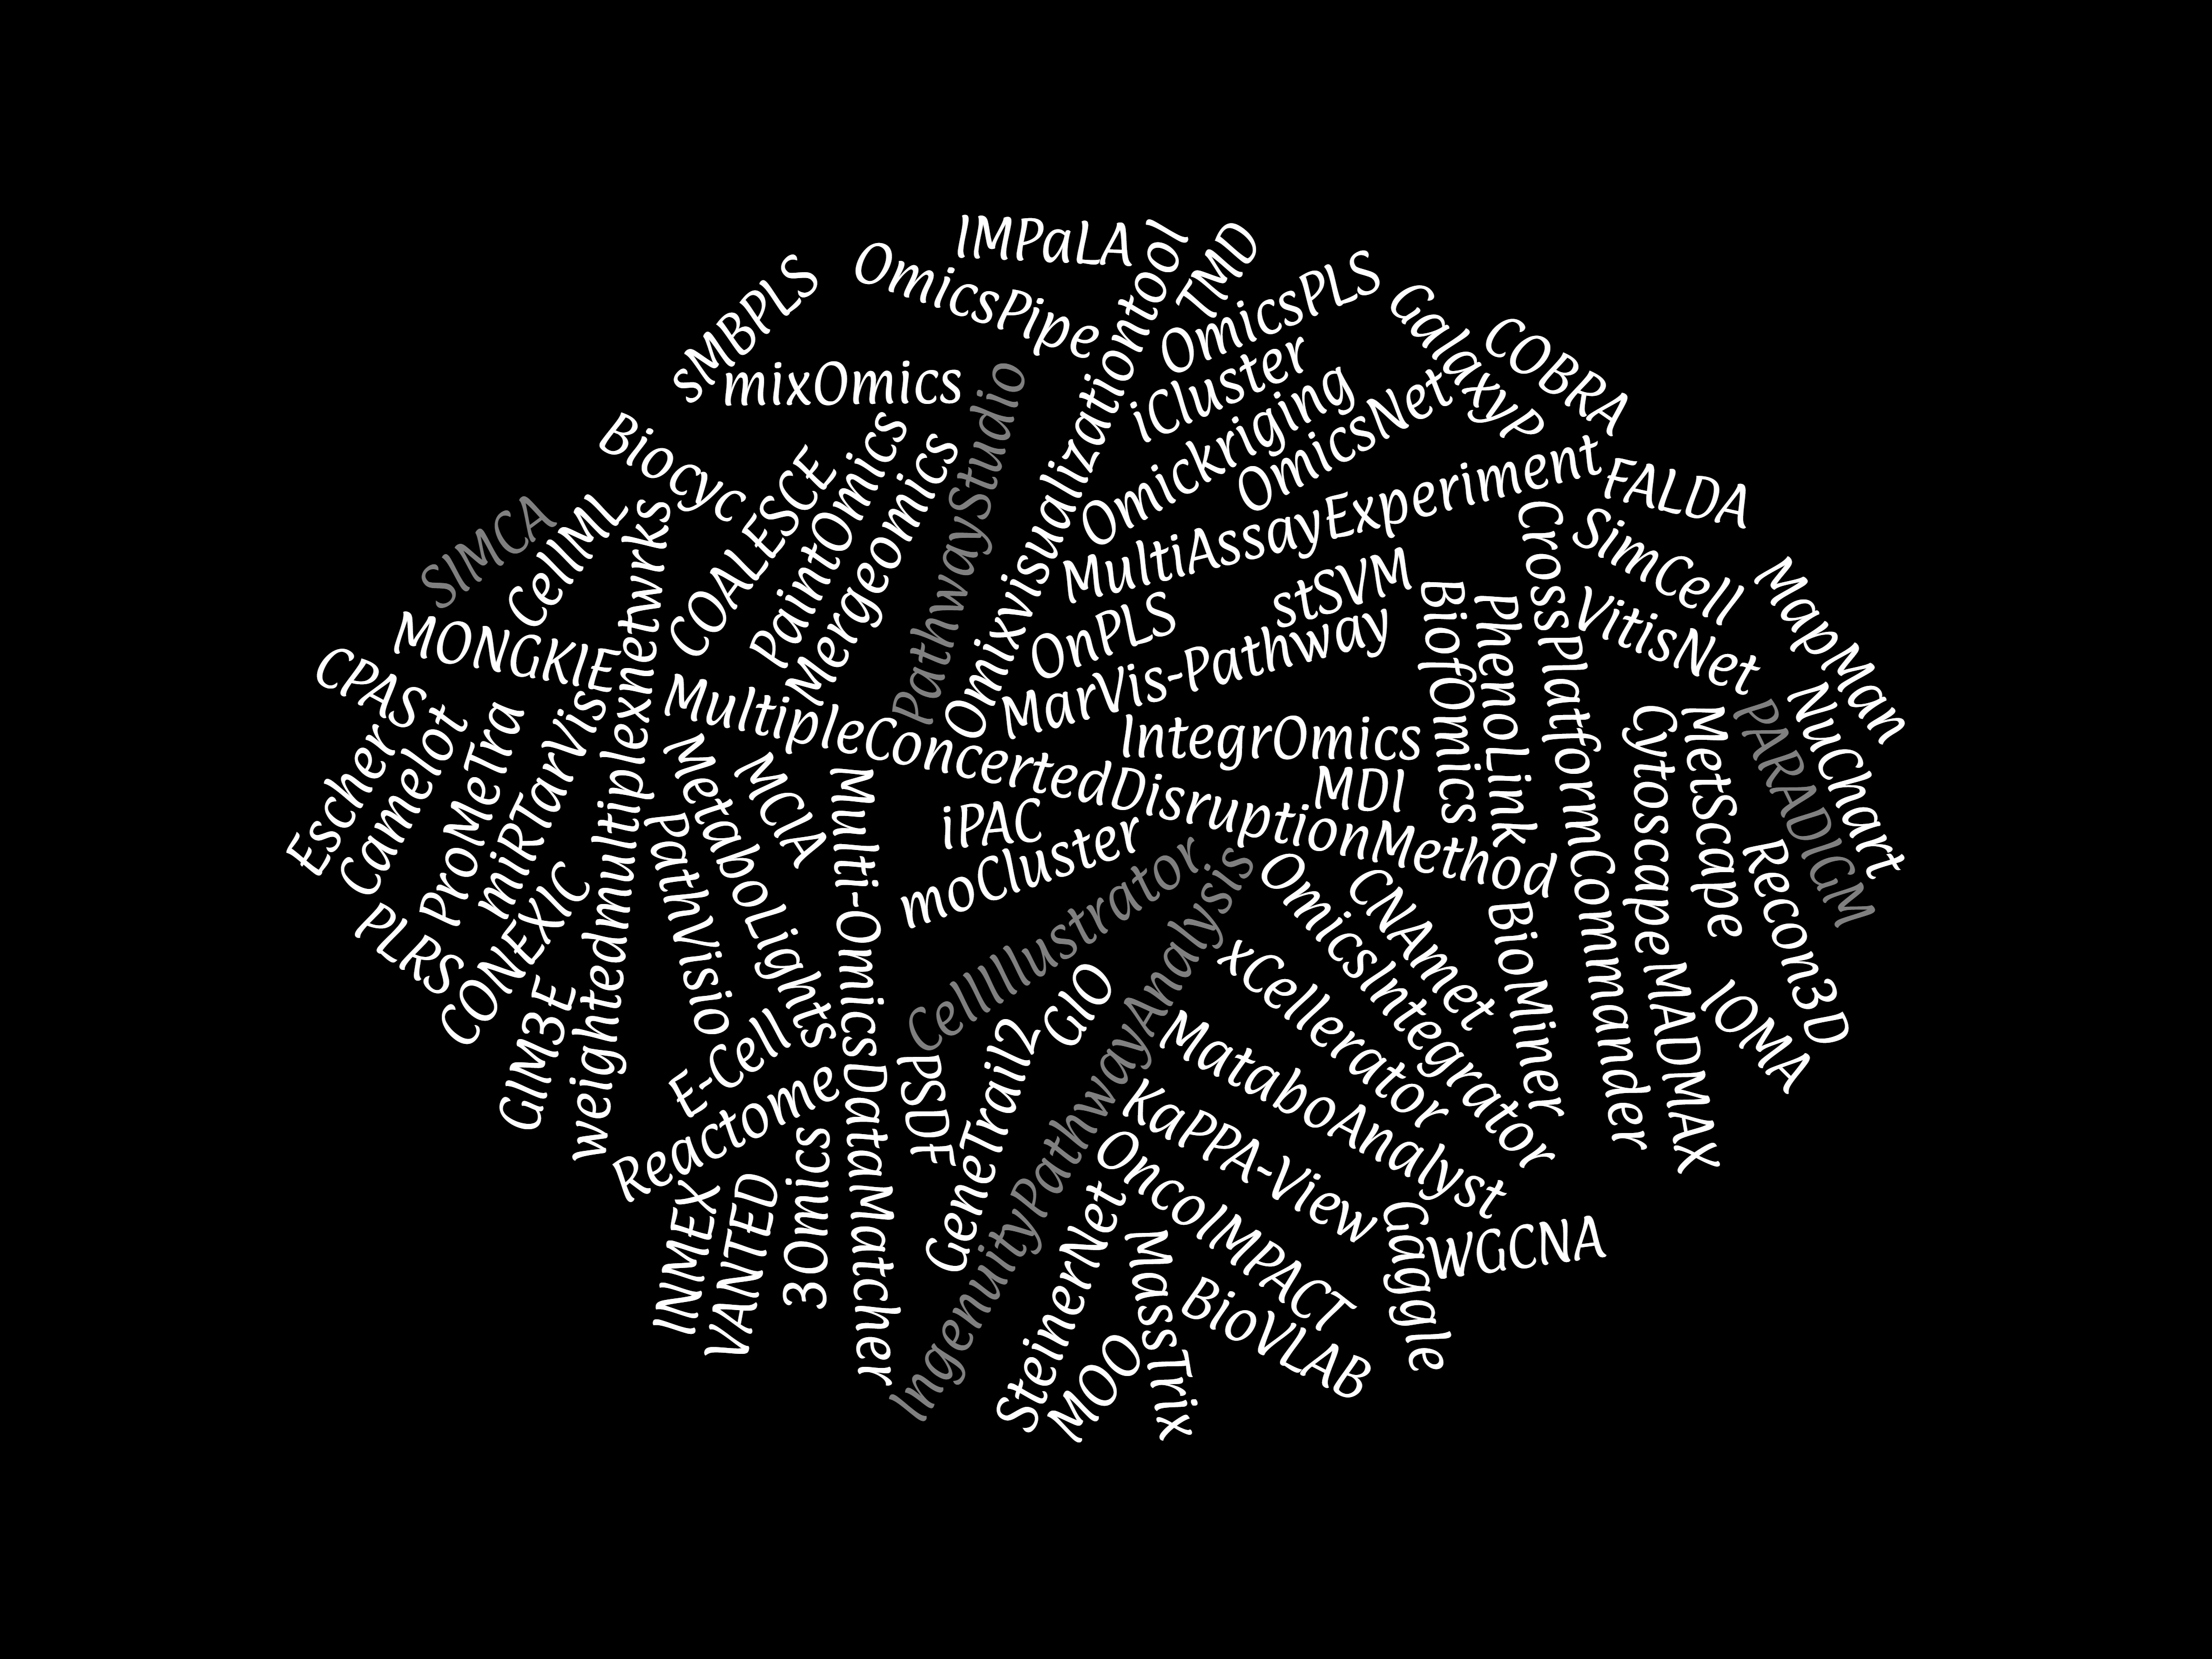 IMPaLA
OmicsPipe
sMBPLS
mixOmics
Omixvisualizationtool
TMD
OmicsPLS
iCluster
Galaxyp
COBRA
Omickriging
OmicsNet
MultiAssayExperiment
FALDA
Biocyc
PathwayStudio
PaintOmics
Mergeomics
COALESCE
SIMCA
CellML
CrossPlatformCommander
SimCell
MapMan
stSVM
OnPLS
MarVis-Pathway
BiofOmics
PhenoLink
VitisNet
MONGKIE
CPAS
weightedmultiplexnetwrks
MultipleConcertedDisruptionMethod
IntegrOmics
PARADIGM
NuChart
Metscape
Cytoscape
Escher
Camelot
ProMeTra
miRTarVis
MetaboLights
MCIA
MDI
iPAC
moCluster
MapNVisio
Multi-OmicsDataMatcher
Recon3D
CONEXIC
PLRS
CellIllustrator
IngenuityPathwayAnalysis
OmicsIntegrator
CNAmet
BioMiner
xCellerator
MADMAX
IOMA
GIM3E
GIO
E-Cell
MataboAnalyst
PSDF
GeneTrail2
Reactome
KaPPA-View
OncoIMPACT
3Omics
INMEX
VANTED
SteinerNet
MassTrix
Gaggle
WGCNA
BioVLAB
MOO